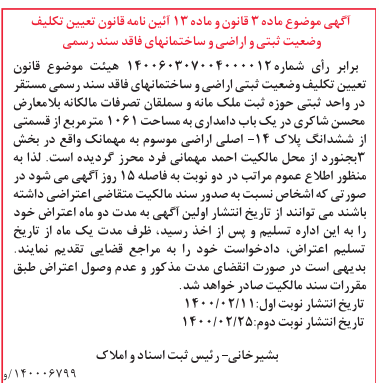 آگهی موضوع ماده ۳ قانون و ماده ۱۳ آئین نامه قانون تعیین تکلیف
وضعیت ثبتی و اراضی و ساختمانهای فاقد سند رسمی
برابر رأی شماره ۱۴۰۰۶۰۳۰۷۰۰۴۰۰۰۰۱۲ هیئت موضوع قانون
تعیین تکلیف وضعیت ثبتی اراضی و ساختمانهای فاقد سند رسمی مستقر
در واحد ثبتی حوزه ثبت ملک مانه و سملقان تصرفات مالکانه بلامعارض
محسن شاکری در یک باب دامداری به مساحت ۱۰۶۱ مترمربع از قسمتی
از ششدانگ پلاک ۱۴- اصلی اراضی موسوم به مهمانک واقع در بخش
۳بجنورد از محل مالکیت احمد مهمانی فرد محرز گردیده است. لذا به
منظور اطلاع عموم مراتب در دو نوبت به فاصله ۱۵ روز آگهی می شود در
صورتی که اشخاص نسبت به صدور سند مالکیت متقاضی اعتراضی داشته
باشند می توانند از تاریخ انتشار اولین آگهی به مدت دو ماه اعتراض خود
را به این اداره تسلیم و پس از اخذ رسید، ظرف مدت یک ماه از تاریخ
تسلیم اعتراض، دادخواست خود را به مراجع قضایی تقدیم نمایند.
بدیهی است در صورت انقضای مدت مذکور و عدم وصول اعتراض طبق
مقررات سند مالکیت صادر خواهد شد.
تاریخ انتشار نوبت اول:۱۴۰۰/۰۲/۱۱
تاریخ انتشار نوبت دوم:۱۴۰۰/۰۲/۲۵
بشیرخانی- رئیس ثبت اسناد و املاک
۱۴۰۰۰۶۷۹۹/و